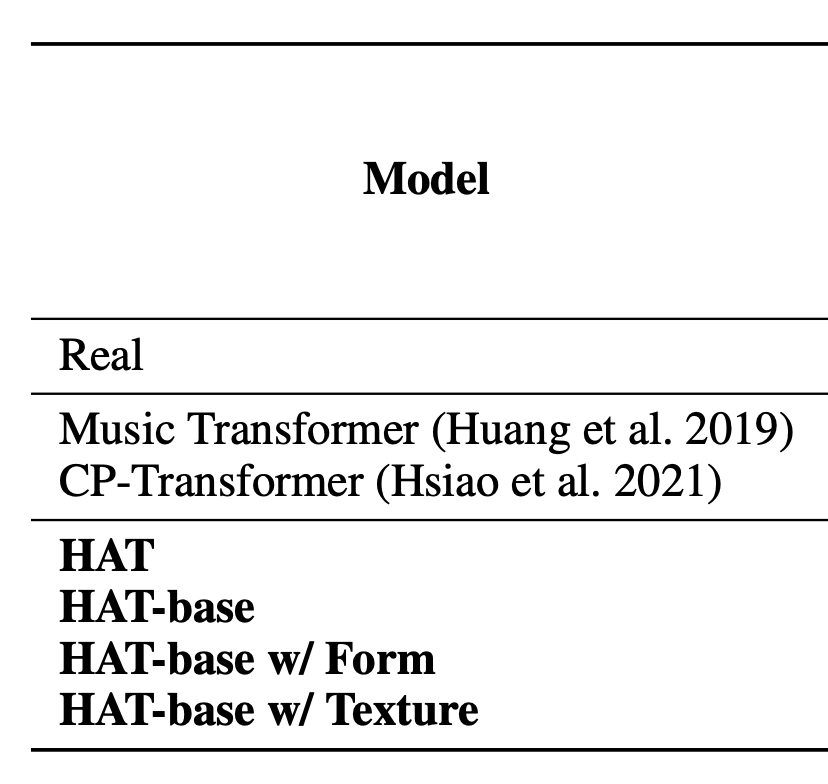 Model
Real
Music Transformer (Huang et al. 2019)
CP-Transformer (Hsiao et al. 2021)
HAT
HAT-base
HAT-base w/ Form
HAT-base w/ Texture